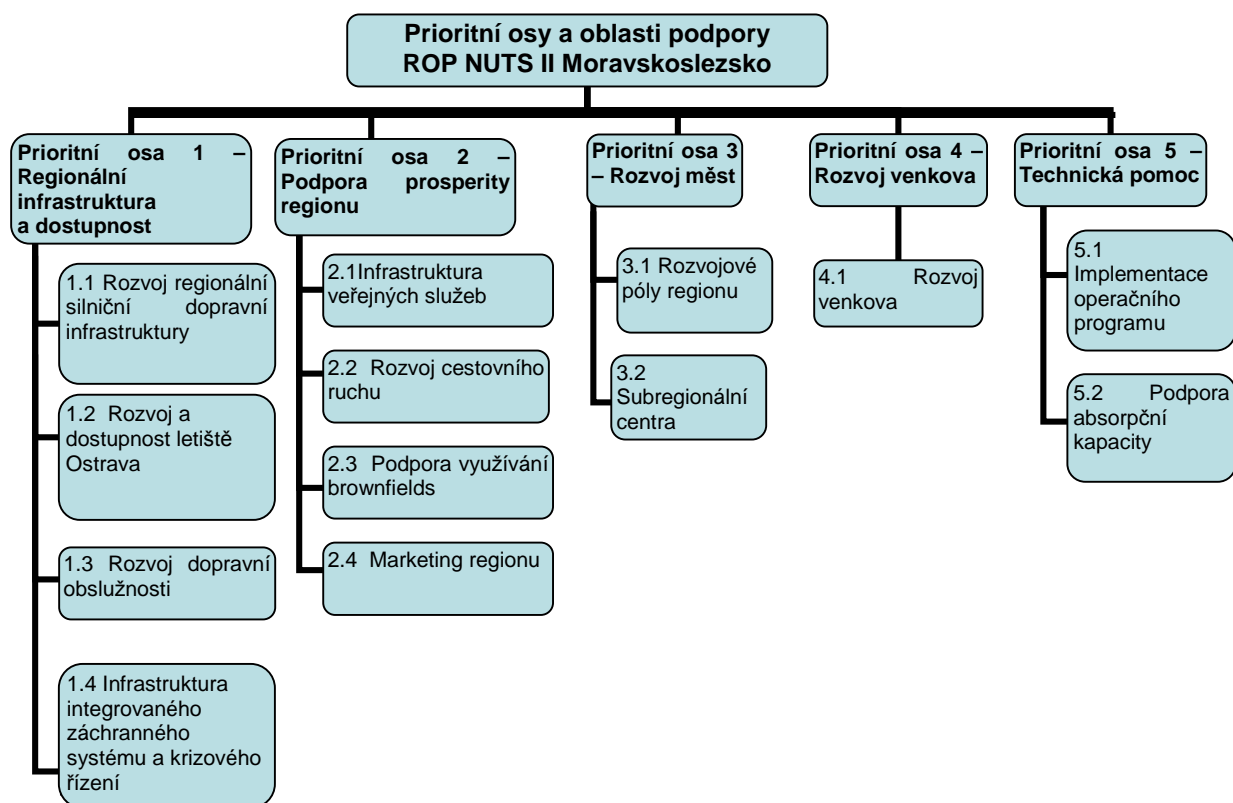 Prioritní osy a oblasti podpory
ROP NUTS II Moravskoslezsko
Prioritní osa 1 –
Regionální
infrastruktura
a dostupnost
1.1 Rozvoj regionální
silniční dopravní
infrastruktury
1.2 Rozvoj a
dostupnost letiště
Ostrava
1.3 Rozvoj dopravní
obslužnosti
1.4 Infrastruktura
integrovaného
záchranného
systému a krizového
řízení
Prioritní osa 2 –
Podpora prosperity
regionu
2.1Infrastruktura
veřejných služeb
2.2 Rozvoj cestovního
ruchu
2.3 Podpora využívání
brownfields
2.4 Marketing regionu
Prioritní osa 3
– Rozvoj měst
3.1 Rozvojové
póly regionu
3.2
Subregionální
centra
Prioritní osa 4 –
Rozvoj venkova
4.1 Rozvoj
venkova
Prioritní osa 5 –
Technická pomoc
5.1
Implementace
operačního
programu
5.2 Podpora
absorpční
kapacity